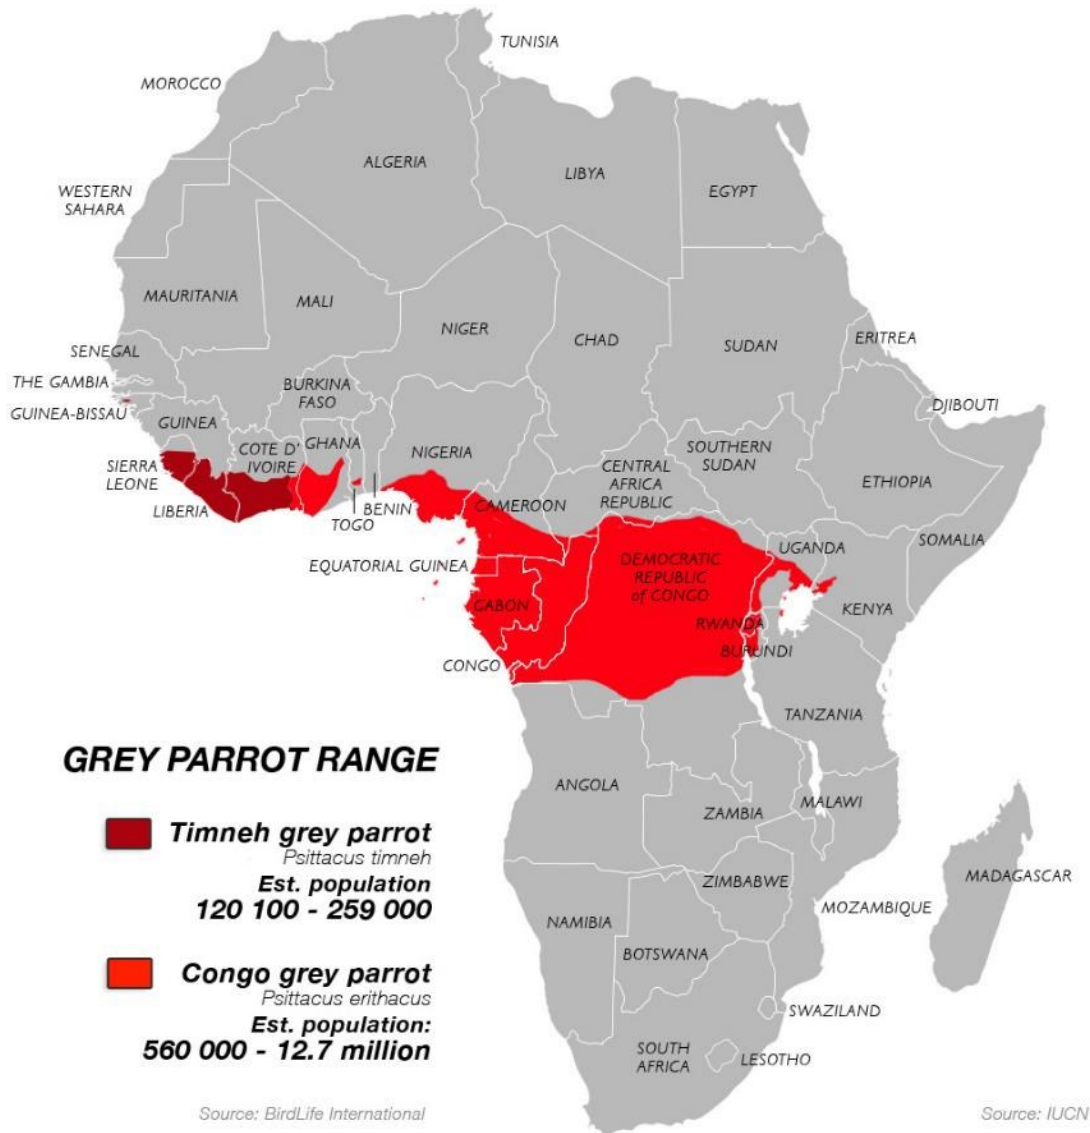 TUNISIA
MOROCCO
ALGERIA
LIBYA
EGYPT
WESTERN
SAHARA
MAURITANIA
MALI
NIGER
CHAD
SUDAN
ERITREA
SENEGAL
THE GAMBIA
GUINEA-BISSAU
BURKINA
FASO
DJIBOUTI
GUINEA
COTE D'
IVOIRE
GHANA
NIGERIA
SOUTHERN
SUDAN
SIERRA
LEONE
CENTRAL
AFRICA
REPUBLIC
ETHIOPIA
LIBERIA
TOGO
BENIN
CAMEROON
SOMALIA
EQUATORIAL GUINEA
DEMOCRATIC
REPUBLIC
of CONGO
UGANDA
GABON
KENYA
RWANDA
BURUNDI
CONGO
TANZANIA
GREY PARROT RANGE
ANGOLA
ZAMBIA
MALAWI
Timneh grey parrot
Psittacus timneh
Est. population
120 100 - 259 000
ZIMBABWE
MADAGASCAR
MOZAMBIQUE
NAMIBIA
BOTSWANA
Congo grey parrot
Psittacus erithacus
Est. population:
560 000 - 12.7 million
SWAZILAND
SOUTH
AFRICA
LESOTHO
Source: BirdLife International
Source: IUCN